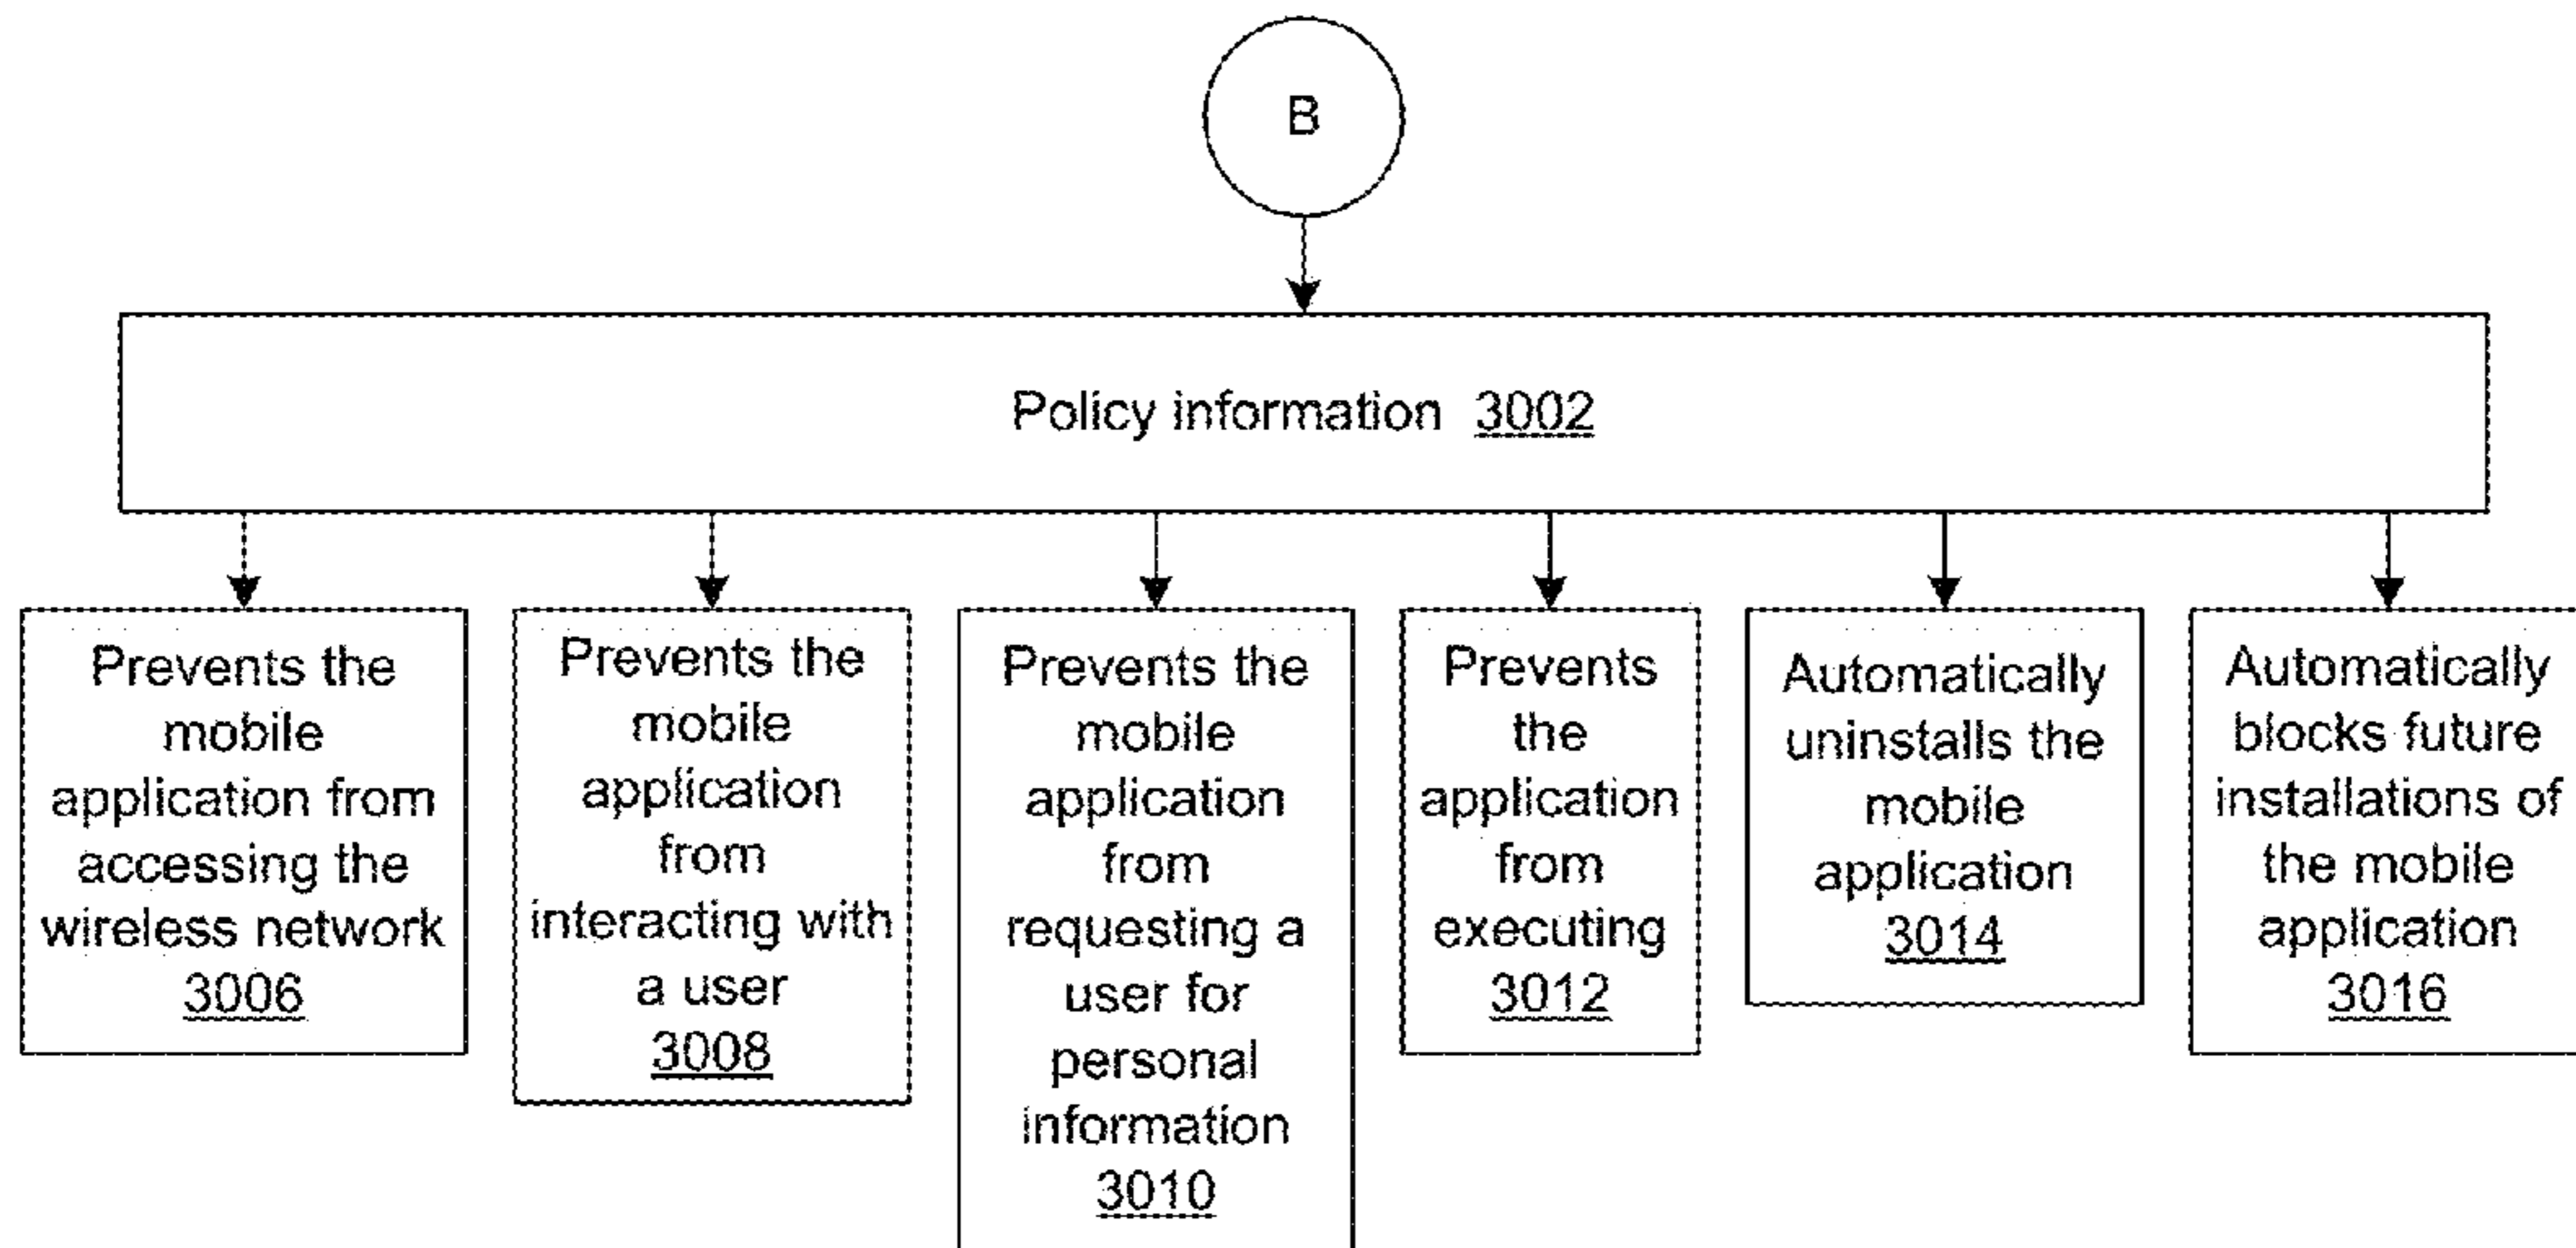 B
Policy information 3002
Prevents the
mobile
application from
accessing the
wireless network
3006
Prevents the
mobile
application
from
interacting with
a user
3008
Prevents the
mobile
application
from
requesting a
user for
personal
information
3010
Prevents
the
application
from
executing
3012
Automatically
uninstalls the
mobile
application
3014
Automatically
blocks future
installations of
the mobile
application
3016